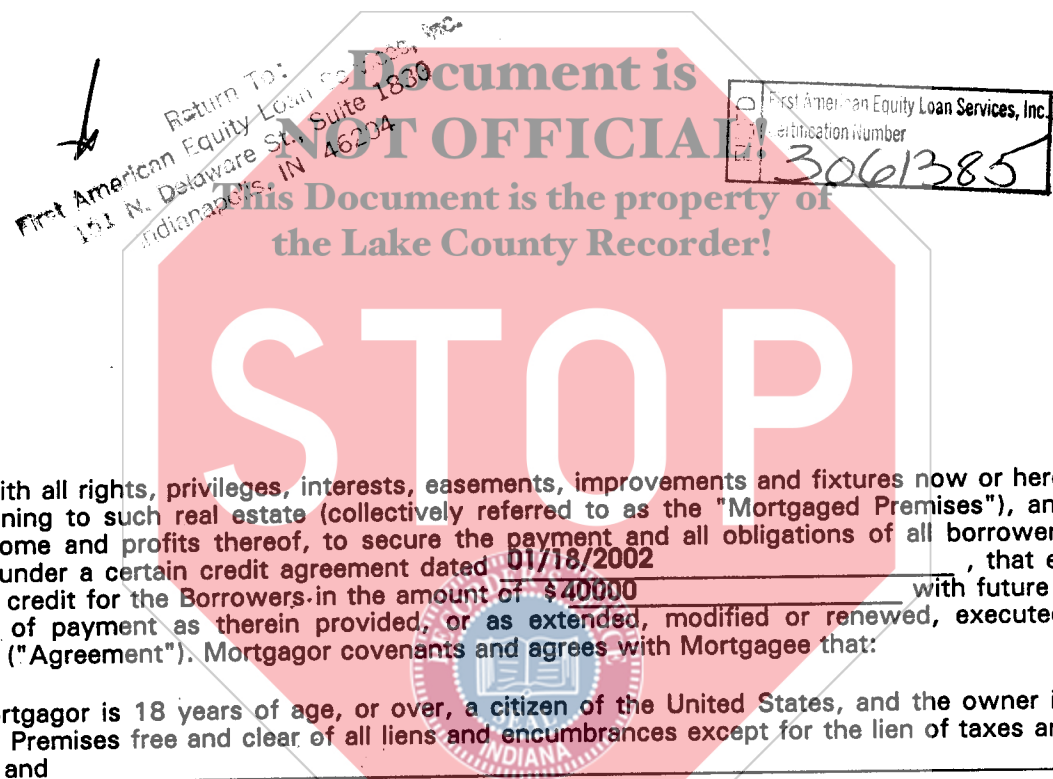 Return To:
First American Equity Loan Services, Inc.
151 N. Delaware St., Suite 1830
Indianapolis, IN 46204
Document is
NOT OFFICIAL!
This Document is the property of
the Lake County Recorder!
First American Equity Loan Services, Inc.
Certification Number
3061385
STOP
ith all rights, privileges, interests, easements, improvements and fixtures now or here
ning to such real estate (collectively referred to as the "Mortgaged Premises"), an
ome and profits thereof, to secure the payment and all obligations of all borrower
under a certain credit agreement dated 01/18/2002 , that e
credit for the Borrowers in the amount of $40000 with future
of payment as therein provided, or as extended, modified or renewed, executed
("Agreement"). Mortgagor covenants and agrees with Mortgagee that:
rtgagor is 18 years of age, or over, a citizen of the United States, and the owner i
Premises free and clear of all liens and encumbrances except for the lien of taxes an
and
SEAL
INDIANA